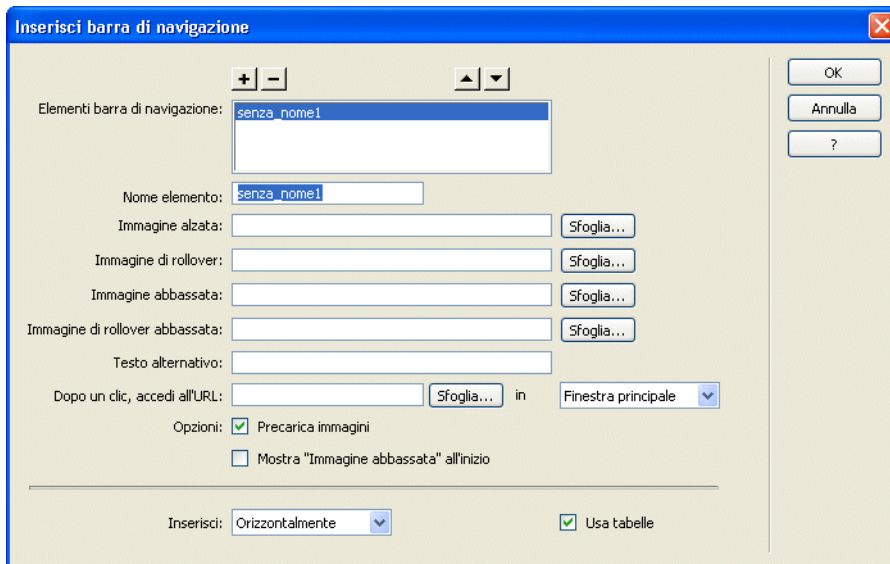 Inserisci barra di navigazione
OK
Elementi barra di navigazione: senza_nome1
Annulla
?
Nome elemento: senza_nome1
Immagine alzata: Sfoglia...
Immagine di rollover: Sfoglia...
Immagine abbassata: Sfoglia...
Immagine di rollover abbassata: Sfoglia...
Testo alternativo:
Dopo un clic, accedi all'URL: Sfoglia... in Finestra principale
Opzioni: Precarica immagini
Mostra "Immagine abbassata" all'inizio
Inserisci: Orizzontalmente Usa tabelle